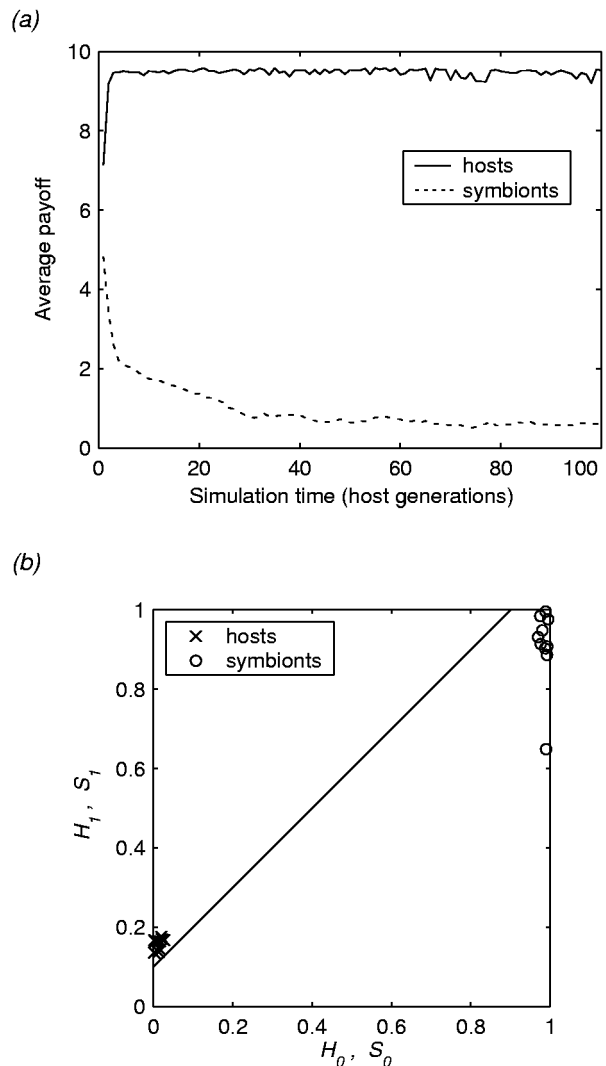 (a)
10
8
6
4
2
0
Average payoff
hosts
symbionts
0 20 40 60 80 100
Simulation time (host generations)
(b)
1
0.8
0.6
0.4
0.2
0
H1 , S1
hosts
symbionts
0 0.2 0.4 0.6 0.8 1
H0 , S0